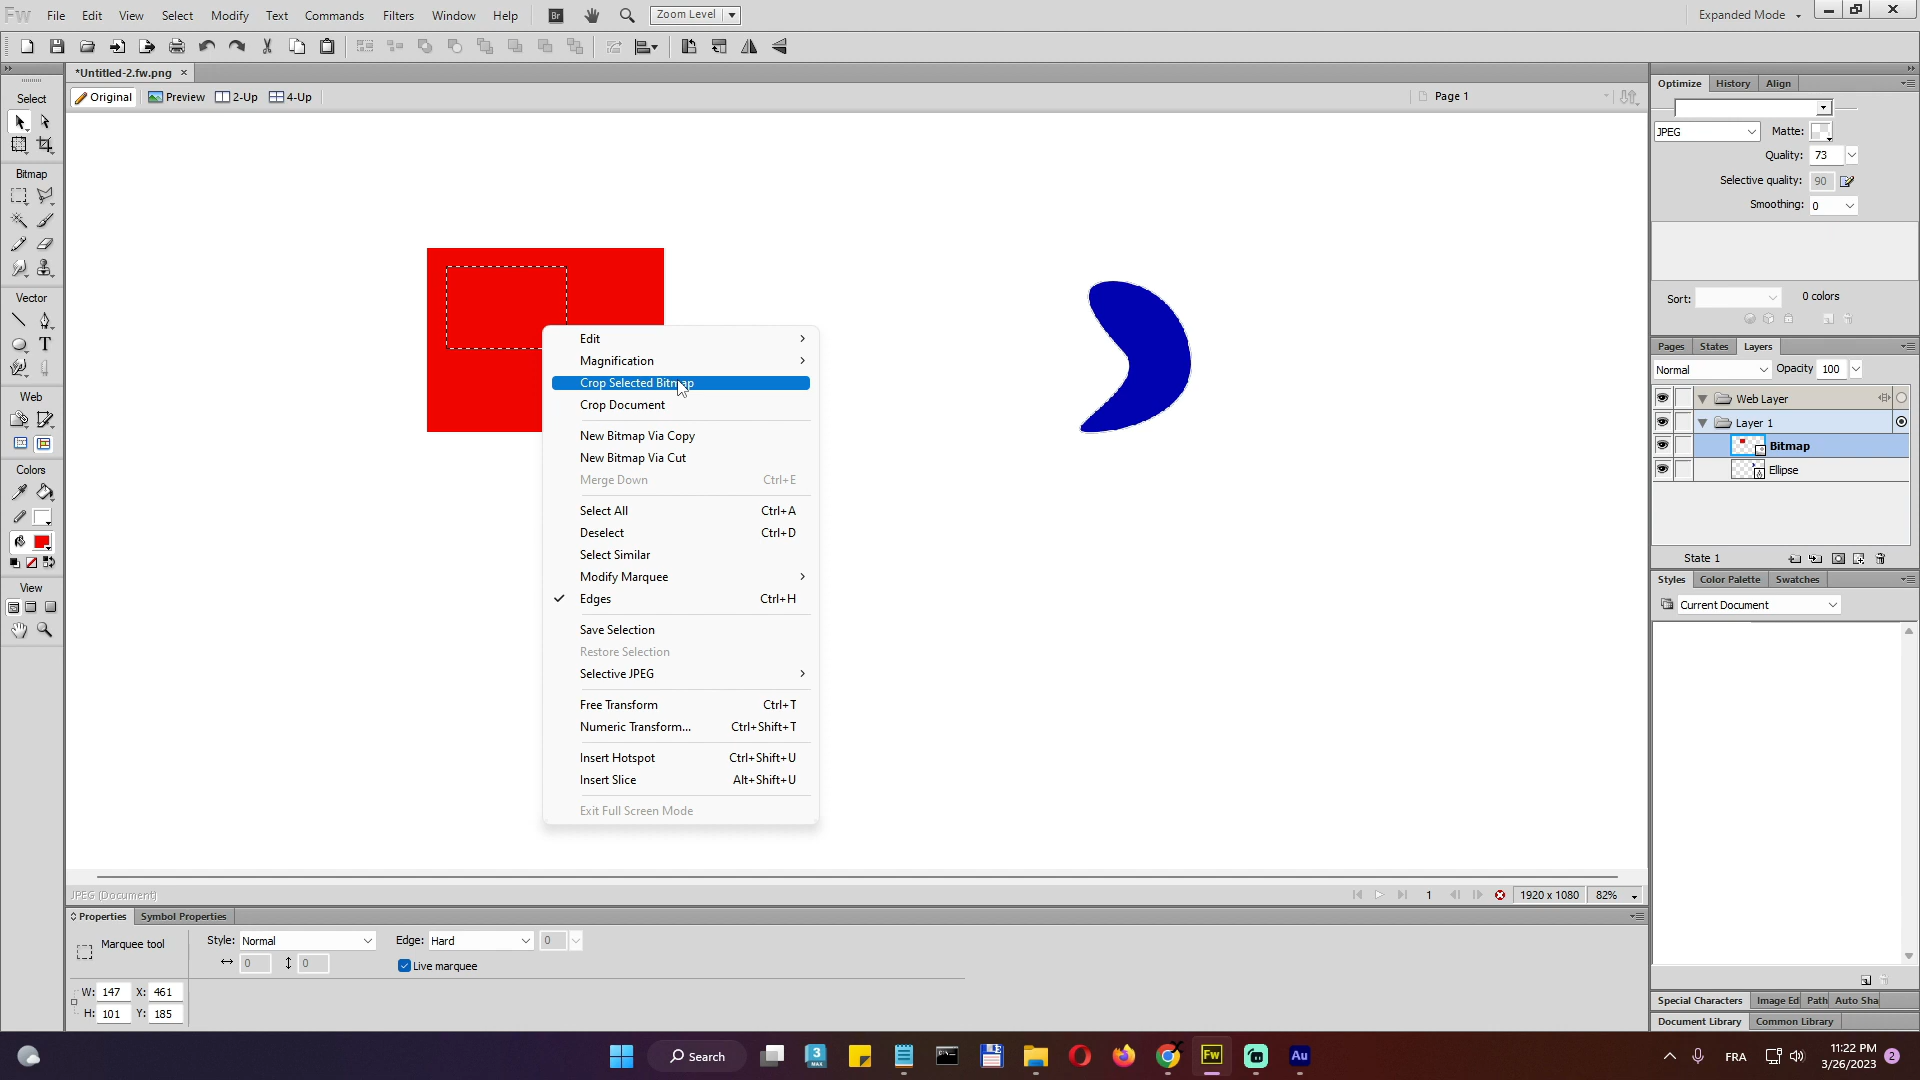 Fw File Edit View Select Modify Text Commands Filters Window Help Br Zoom Level Expanded Mode
*Untitled-2.fw.png
Original Preview 2-Up 4-Up Page 1
Select
Bitmap
Vector
T
Web
Colors
View
Edit
Magnification
Crop Selected Bitmap
Crop Document
New Bitmap Via Copy
New Bitmap Via Cut
Merge Down Ctrl+E
Select All Ctrl+A
Deselect Ctrl+D
Select Similar
Modify Marquee
Edges Ctrl+H
Save Selection
Restore Selection
Selective JPEG
Free Transform Ctrl+T
Numeric Transform... Ctrl+Shift+T
Insert Hotspot Ctrl+Shift+U
Insert Slice Alt+Shift+U
Exit Full Screen Mode
Optimize History Align
JPEG Matte:
Quality: 73
Selective quality: 90
Smoothing: 0
Sort: 0 colors
Pages States Layers
Normal Opacity 100
Web Layer
Layer 1
Bitmap
Ellipse
State 1
Styles Color Palette Swatches
Current Document
Special Characters Image Ed Path Auto Sha
Document Library Common Library
JPEG (Document) 1 1920 x 1080 82%
Properties Symbol Properties
Marquee tool Style: Normal Edge: Hard 0
0 0 Live marquee
W: 147 X: 461
H: 101 Y: 185
Search 3 MAX Fw Au FRA 11:22 PM 3/26/2023 2